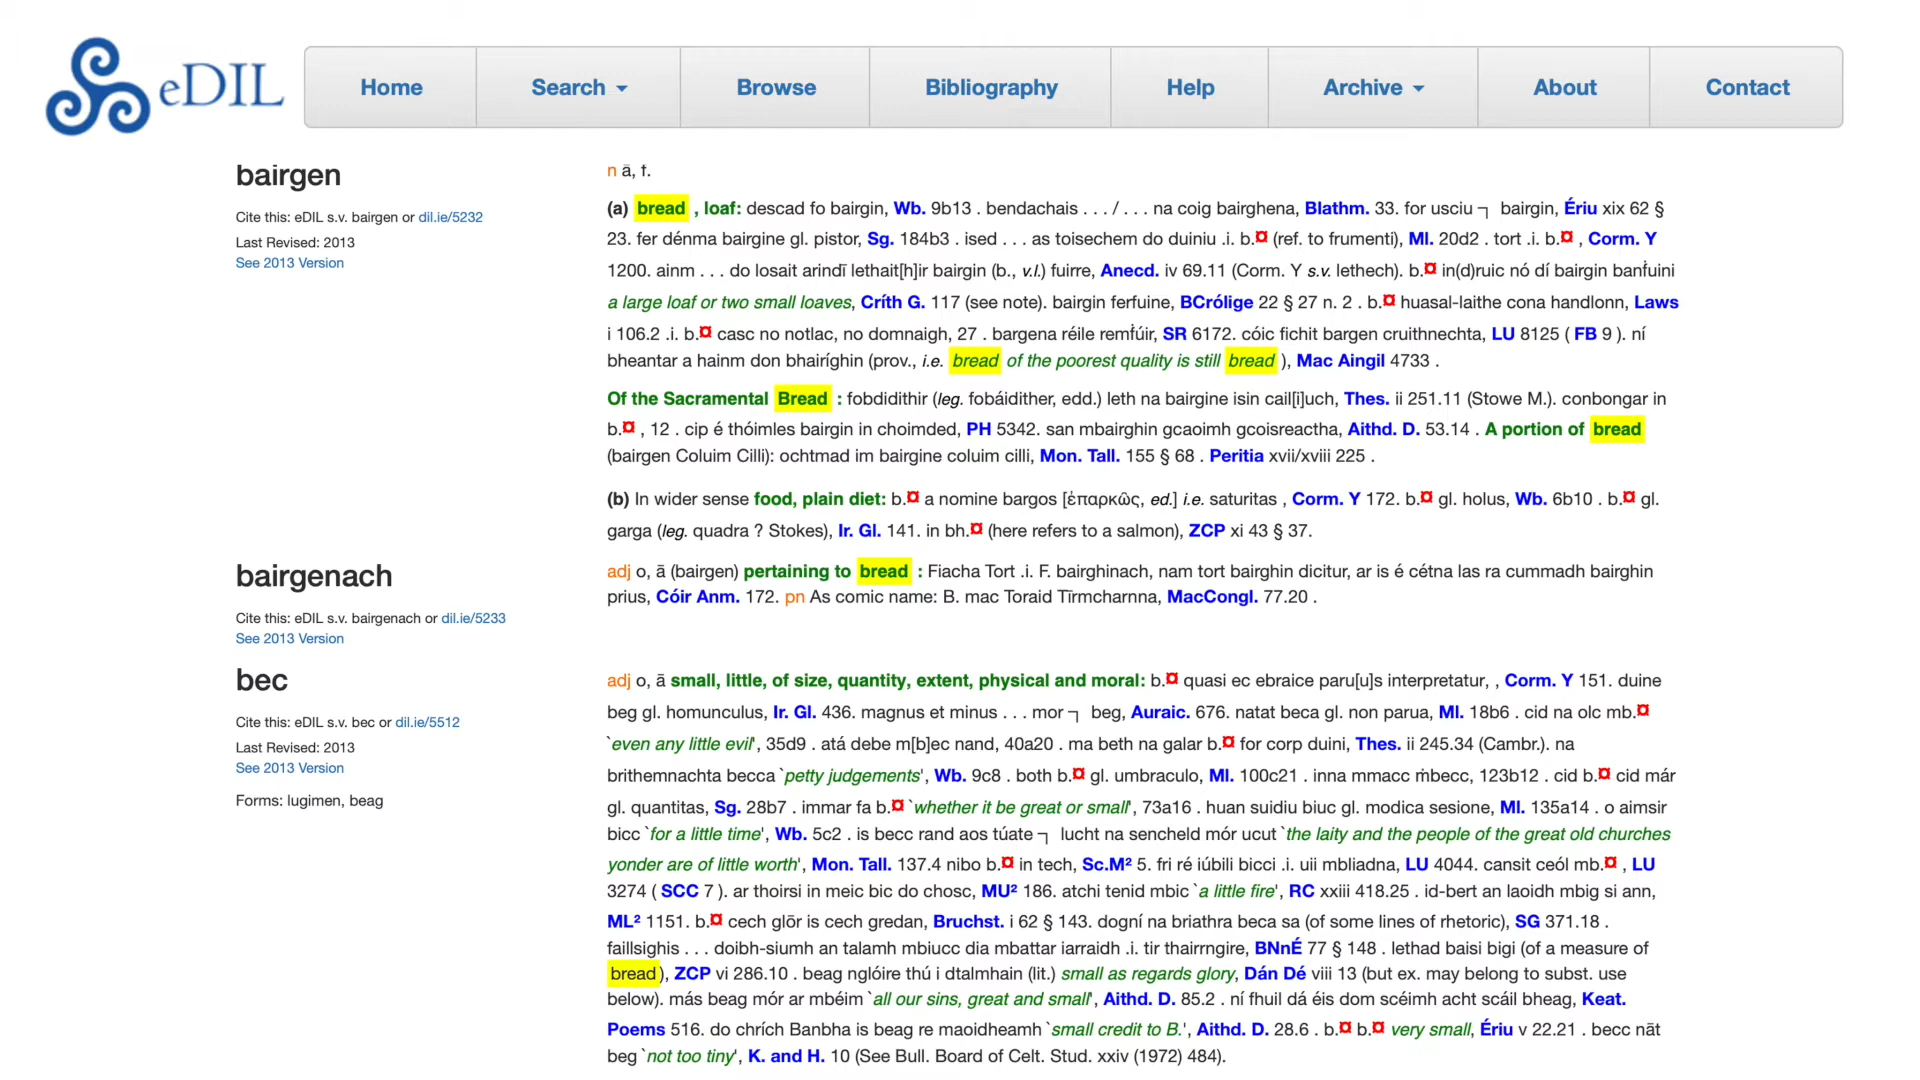 eDIL
Home Search Browse Bibliography Help Archive About Contact
bairgen
Cite this: eDIL s.v. bairgen or dil.ie/5232
Last Revised: 2013
See 2013 Version
n ā, f.
(a) bread , loaf: descad fo bairgin, Wb. 9b13 . bendachais . . . / . . . na coig bairghena, Blathm. 33. for usciu ┐ bairgin, Ériu xix 62 §
23. fer dénma bairgine gl. pistor, Sg. 184b3 . ised . . . as toisechem do duiniu .i. b.¤ (ref. to frumenti), Ml. 20d2 . tort .i. b.¤ , Corm. Y
1200. ainm . . . do losait arindī lethait[h]ir bairgin (b., v.l.) fuirre, Anecd. iv 69.11 (Corm. Y s.v. lethech). b.¤ in(d)ruic nó dí bairgin banḟuini
a large loaf or two small loaves, Críth G. 117 (see note). bairgin ferfuine, BCrólige 22 § 27 n. 2 . b.¤ huasal-laithe cona handlonn, Laws
i 106.2 .i. b.¤ casc no notlac, no domnaigh, 27 . bargena réile remḟúir, SR 6172. cóic fichit bargen cruithnechta, LU 8125 ( FB 9 ). ní
bheantar a hainm don bhairíghin (prov., i.e. bread of the poorest quality is still bread ), Mac Aingil 4733 .
Of the Sacramental Bread : fobdidithir (leg. fobáidither, edd.) leth na bairgine isin cail[i]uch, Thes. ii 251.11 (Stowe M.). conbongar in
b.¤ , 12 . cip é thóimles bairgin in choimded, PH 5342. san mbairghin gcaoimh gcoisreactha, Aithd. D. 53.14 . A portion of bread
(bairgen Coluim Cilli): ochtmad im bairgine coluim cilli, Mon. Tall. 155 § 68 . Peritia xvii/xviii 225 .
(b) In wider sense food, plain diet: b.¤ a nomine bargos [ἐπαρκῶς, ed.] i.e. saturitas , Corm. Y 172. b.¤ gl. holus, Wb. 6b10 . b.¤ gl.
garga (leg. quadra ? Stokes), Ir. Gl. 141. in bh.¤ (here refers to a salmon), ZCP xi 43 § 37.
bairgenach
Cite this: eDIL s.v. bairgenach or dil.ie/5233
See 2013 Version
adj o, ā (bairgen) pertaining to bread : Fiacha Tort .i. F. bairghinach, nam tort bairghin dicitur, ar is é cétna las ra cummadh bairghin
prius, Cóir Anm. 172. pn As comic name: B. mac Toraid Tīrmcharnna, MacCongl. 77.20 .
bec
Cite this: eDIL s.v. bec or dil.ie/5512
Last Revised: 2013
See 2013 Version
Forms: lugimen, beag
adj o, ā small, little, of size, quantity, extent, physical and moral: b.¤ quasi ec ebraice paru[u]s interpretatur, , Corm. Y 151. duine
beg gl. homunculus, Ir. Gl. 436. magnus et minus . . . mor ┐ beg, Auraic. 676. natat beca gl. non parua, Ml. 18b6 . cid na olc mb.¤
`even any little evil', 35d9 . atá debe m[b]ec nand, 40a20 . ma beth na galar b.¤ for corp duini, Thes. ii 245.34 (Cambr.). na
brithemnachta becca `petty judgements', Wb. 9c8 . both b.¤ gl. umbraculo, Ml. 100c21 . inna mmacc ṁbecc, 123b12 . cid b.¤ cid már
gl. quantitas, Sg. 28b7 . immar fa b.¤ `whether it be great or small', 73a16 . huan suidiu biuc gl. modica sesione, Ml. 135a14 . o aimsir
bicc `for a little time', Wb. 5c2 . is becc rand aos túate ┐ lucht na sencheld mór ucut `the laity and the people of the great old churches
yonder are of little worth', Mon. Tall. 137.4 nibo b.¤ in tech, Sc.M² 5. fri ré iúbili bicci .i. uii mbliadna, LU 4044. cansit ceól mb.¤ , LU
3274 ( SCC 7 ). ar thoirsi in meic bic do chosc, MU² 186. atchi tenid mbic `a little fire', RC xxiii 418.25 . id-bert an laoidh mbig si ann,
ML² 1151. b.¤ cech glōr is cech gredan, Bruchst. i 62 § 143. dogní na briathra beca sa (of some lines of rhetoric), SG 371.18 .
faillsighis . . . doibh-siumh an talamh mbiucc dia mbattar iarraidh .i. tir thairrngire, BNnÉ 77 § 148 . lethad baisi bigi (of a measure of
bread), ZCP vi 286.10 . beag nglóire thú i dtalmhain (lit.) small as regards glory, Dán Dé viii 13 (but ex. may belong to subst. use
below). más beag mór ar mbéim `all our sins, great and small', Aithd. D. 85.2 . ní fhuil dá éis dom scéimh acht scáil bheag, Keat.
Poems 516. do chrích Banbha is beag re maoidheamh `small credit to B.', Aithd. D. 28.6 . b.¤ b.¤ very small, Ériu v 22.21 . becc nāt
beg `not too tiny', K. and H. 10 (See Bull. Board of Celt. Stud. xxiv (1972) 484).